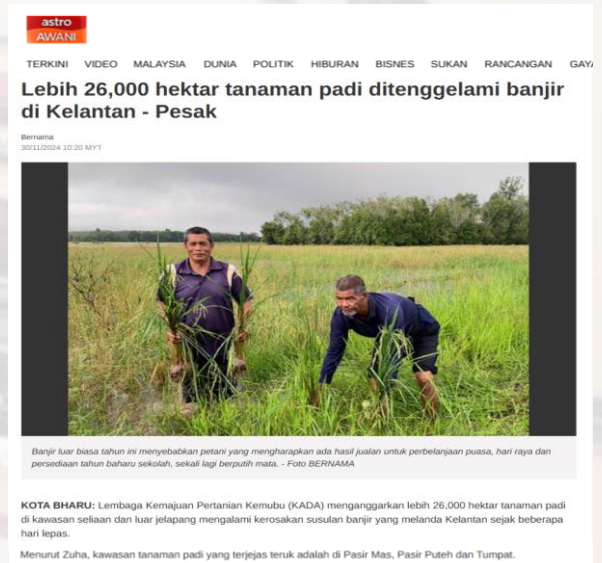 astro
AWANI
TERKINI VIDEO MALAYSIA DUNIA POLITIK HIBURAN BISNES SUKAN RANCANGAN GAY
Lebih 26,000 hektar tanaman padi ditenggelami banjir
di Kelantan - Pesak
Bernama
30/11/2024 10:20 MYT
Banjir luar biasa tahun ini menyebabkan petani yang mengharapkan ada hasil jualan untuk perbelanjaan puasa, hari raya dan
persediaan tahun baharu sekolah, sekali lagi berputih mata. - Foto BERNAMA
KOTA BHARU: Lembaga Kemajuan Pertanian Kemubu (KADA) menganggarkan lebih 26,000 hektar tanaman padi
di kawasan seliaan dan luar jelapang mengalami kerosakan susulan banjir yang melanda Kelantan sejak beberapa
hari lepas.
Menurut Zuha, kawasan tanaman padi yang terjejas teruk adalah di Pasir Mas, Pasir Puteh dan Tumpat.